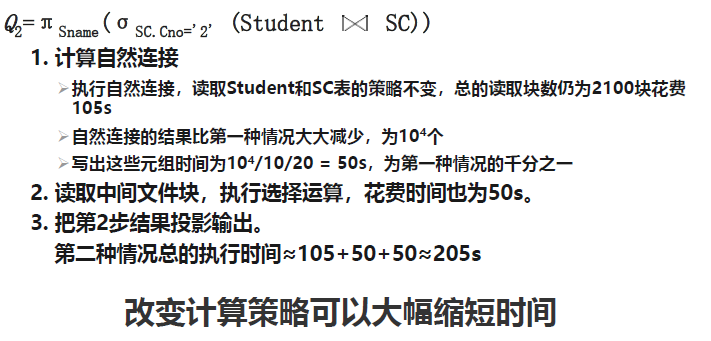 Q₂=π Sname(σ SC.Cno='2' (Student ⋈ SC))
1. 计算自然连接
➢执行自然连接，读取Student和SC表的策略不变，总的读取块数仍为2100块花费
105s
➢自然连接的结果比第一种情况大大减少，为10⁴个
➢写出这些元组时间为10⁴/10/20 = 50s，为第一种情况的千分之一
2. 读取中间文件块，执行选择运算，花费时间也为50s。
3. 把第2步结果投影输出。
第二种情况总的执行时间≈105+50+50≈205s
改变计算策略可以大幅缩短时间